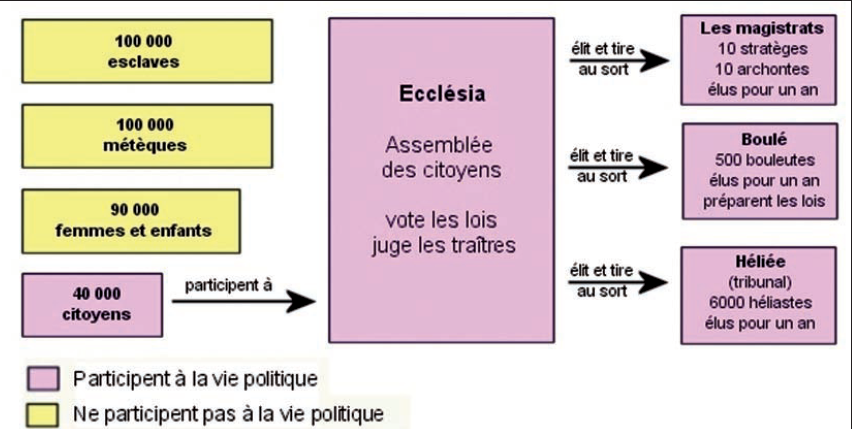 100 000
esclaves
100 000
métèques
90 000
femmes et enfants
40 000
citoyens
participent à
Ecclésia
Assemblée
des citoyens
vote les lois
juge les traîtres
élit et tire
au sort
Les magistrats
10 stratèges
10 archontes
élus pour un an
élit et tire
au sort
Boulé
500 bouleutes
élus pour un an
préparent les lois
élit et tire
au sort
Héliée
(tribunal)
6000 héliastes
élus pour un an
Participent à la vie politique
Ne participent pas à la vie politique